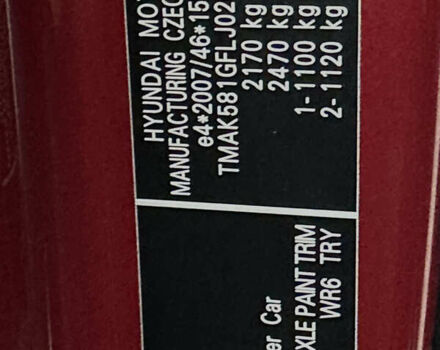 HYUNDAI MOT
MANUFACTURING CZEC
e4*2007/46*15
TMAK581GFLJ02
2170 kg
2470 kg
1- 1100 kg
2- 1120 kg
er Car
XLE PAINT TRIM
WR6 TRY